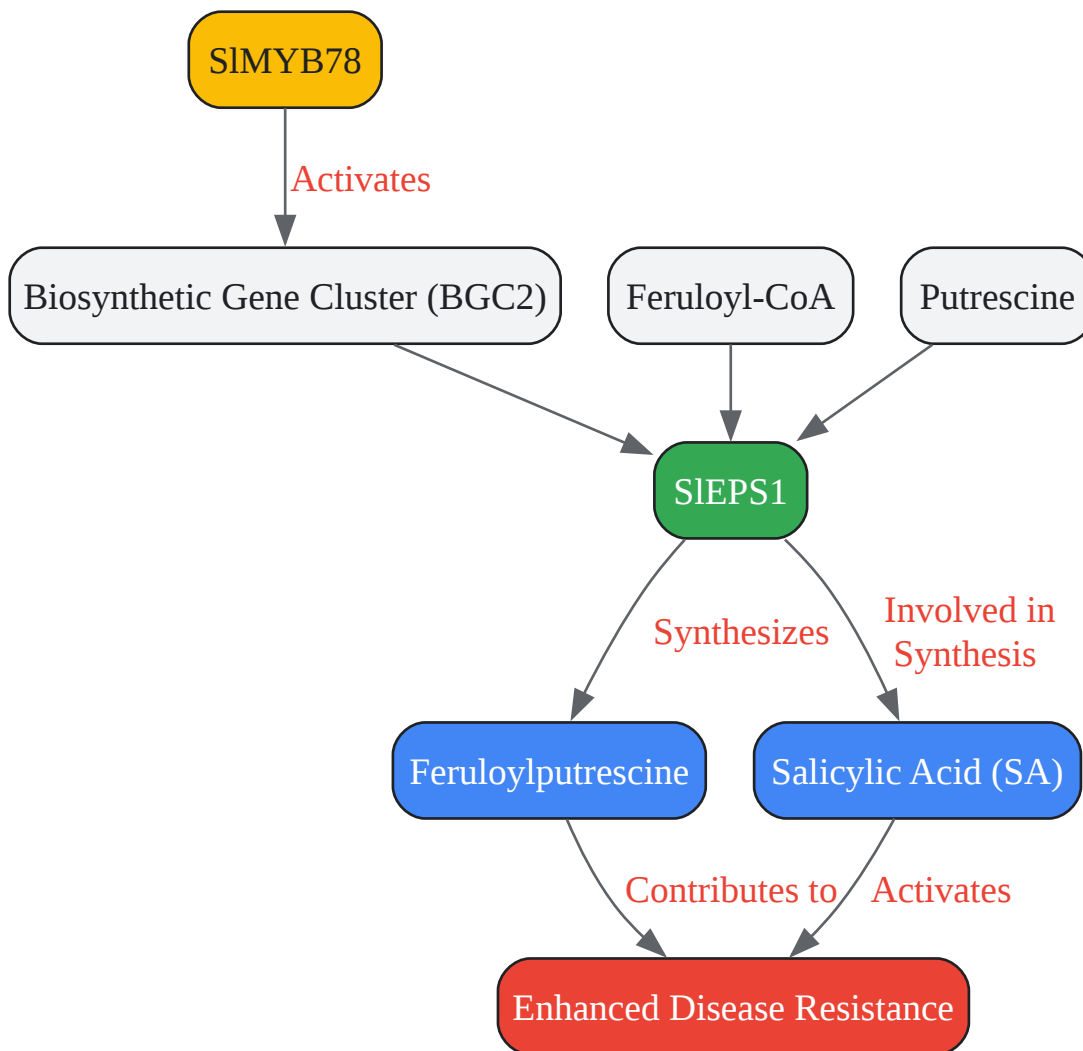 SlMYB78
Activates
Biosynthetic Gene Cluster (BGC2)
Feruloyl-CoA
Putrescine
SlEPS1
Synthesizes
Involved in
Synthesis
Feruloylputrescine
Salicylic Acid (SA)
Contributes to
Activates
Enhanced Disease Resistance